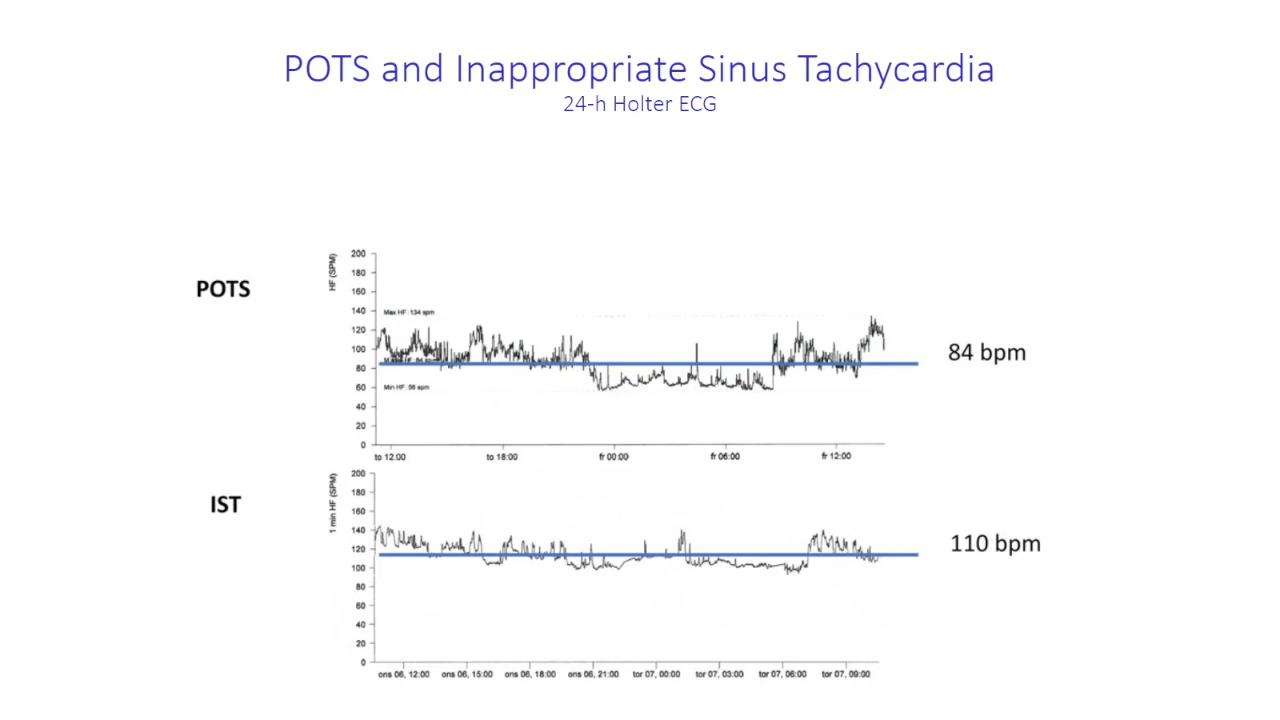 POTS and Inappropriate Sinus Tachycardia
24-h Holter ECG
POTS
HF (SPM)
200
180
160
140
120
100
80
60
40
20
0
Max HF: 134 spm
Min HF: 56 spm
to 12.00
to 18:00
fr 00:00
fr 06:00
fr 12:00
84 bpm
IST
1 min HF (SPM)
200
180
160
140
120
100
80
60
40
20
0
ons 06, 12:00
ons 06, 15:00
ons 06, 18:00
ons 06, 21:00
tor 07, 00:00
tor 07, 03:00
tor 07, 06:00
tor 07, 09:00
110 bpm